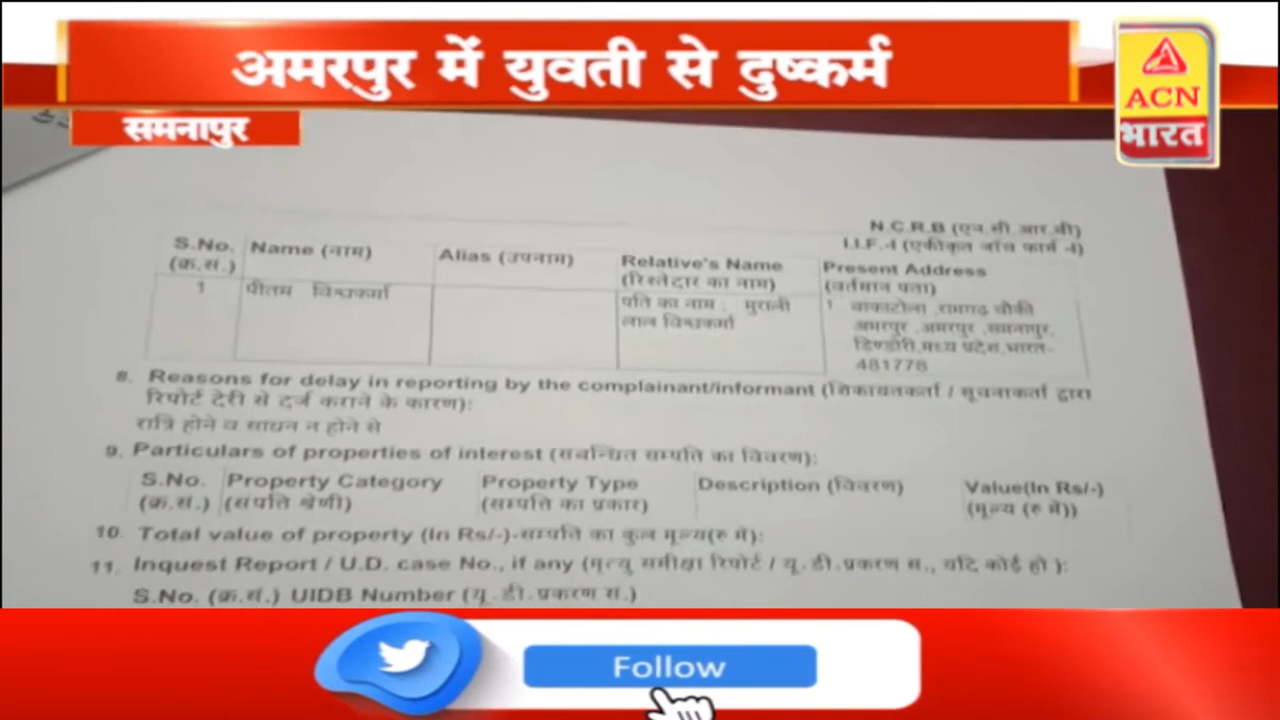 अमरपुर में युवती से दुष्कर्म
ACN
भारत
समनापुर
N.C.R.B (एन.सी.आर.बी)
I.I.F.-I (एकीकृत जाँच फार्म -I)
S.No. (क्र.स.) Name (नाम) Alias (उपनाम) Relative's Name (रिस्तेदार का नाम) Present Address (वर्तमान पता)
1 पीतम विश्वकर्मा पति का नाम : मुराली लाल विश्वकर्मा 1 वाकाटोला ,रामगढ़ चौकी अमरपुर ,अमरपुर ,समनापुर, डिण्डोरी,मध्य प्रदेश,भारत- 481778
8. Reasons for delay in reporting by the complainant/informant (शिकायतकर्ता / सूचनाकर्ता द्वारा
रिपोर्ट देरी से दर्ज कराने के कारण):
रात्रि होने व साधन न होने से
9. Particulars of properties of interest (संबन्धित सम्पति का विवरण):
S.No. (क्र.सं.) Property Category (संपति श्रेणी) Property Type (सम्पति का प्रकार) Description (विवरण) Value(In Rs/-) (मूल्य (रु में))
10. Total value of property (In Rs/-)-सम्पति का कुल मूल्य(रु में):
11. Inquest Report / U.D. case No., if any (मृत्यु समीक्षा रिपोर्ट / यू.डी.प्रकरण स., यदि कोई हो ):
S.No. (क्र.सं.) UIDB Number (यू.डी.प्रकरण सं.)
Follow